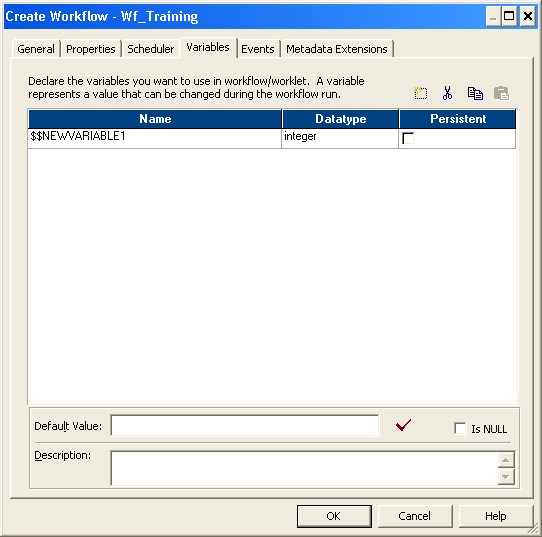 Create Workflow - Wf_Training
General Properties Scheduler Variables Events Metadata Extensions
Declare the variables you want to use in workflow/worklet. A variable
represents a value that can be changed during the workflow run.
Name Datatype Persistent
$$NEWVARIABLE1 integer
Default Value: Is NULL
Description:
OK Cancel Help